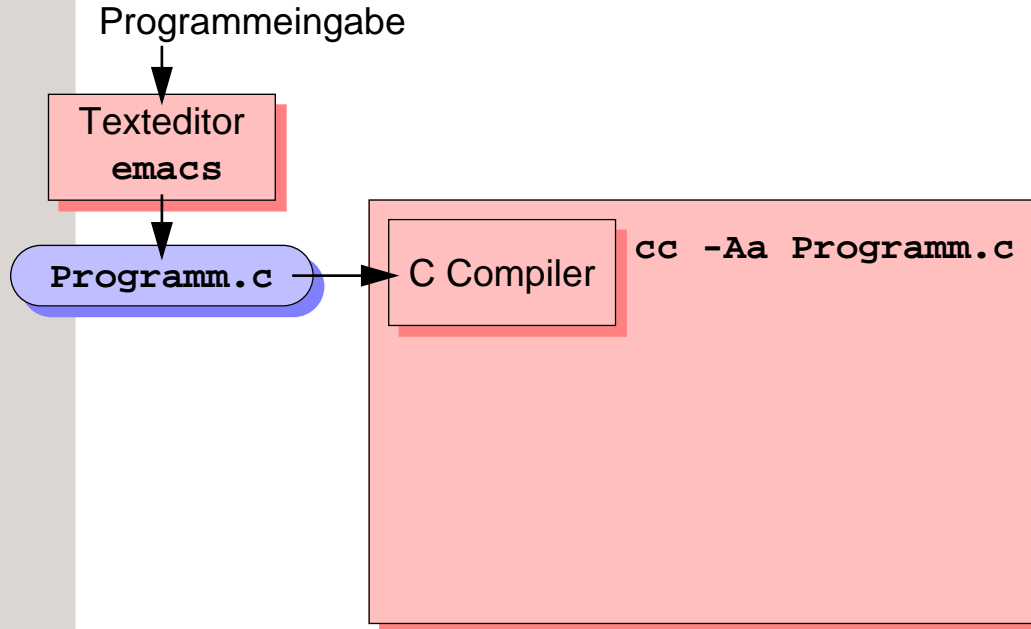 Programmeingabe
Texteditor
emacs
Programm.c
C Compiler
cc -Aa Programm.c